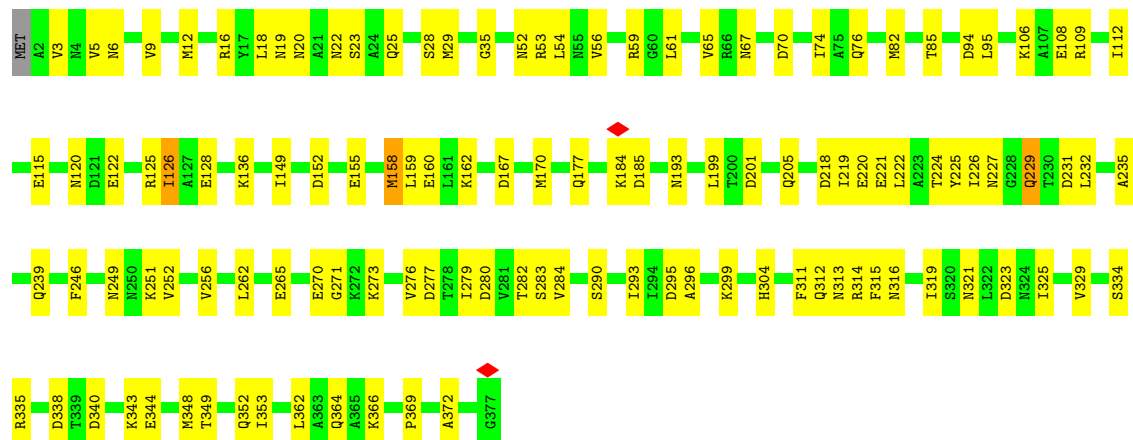 MET A2 V3 N4 V5 N6 V9 M12 R16 Y17 L18 N19 N20 A21 N22 S23 A24 Q25 S28 M29 G35 N52 R53 L54 N55 V56 R59 G60 L61 V65 R66 N67 D70 I74 A75 Q76 M82 T85 D94 L95 K106 A107 E108 R109 I112
E115 N120 D121 E122 R125 I126 A127 E128 K136 I149 D152 E155 M158 L159 E160 L161 K162 D167 M170 Q177 K184 D185 N193 L199 T200 D201 Q205 D218 I219 E220 E221 L222 A223 T224 Y225 I226 N227 G228 Q229 T230 D231 L232 A235
Q239 F246 N249 N250 K251 V252 V256 L262 E265 E270 G271 K272 K273 V276 D277 T278 I279 D280 V281 T282 S283 V284 S290 I293 I294 D295 A296 K299 H304 F311 Q312 N313 R314 F315 N316 I319 S320 N321 L322 D323 N324 I325 V329 S334
R335 D338 T339 D340 K343 E344 M348 T349 Q352 I353 L362 A363 Q364 A365 K366 P369 A372 G377